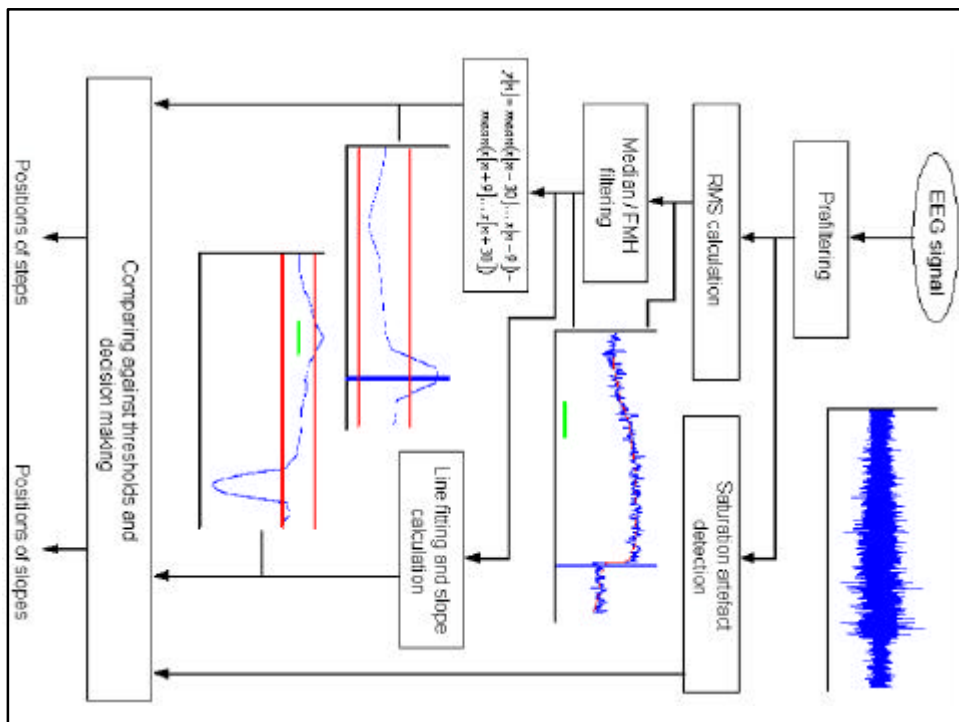 EEG signal
Prefiltering
RMS calculation
Saturation artefact
detection
Median / FMH
filtering
y[n] = mean(x[n - 30]...x[n - 9]) -
mean(x[n + 9]...x[n + 30])
Line fitting and slope
calculation
Comparing against thresholds and
decision making
Positions of steps
Positions of slopes